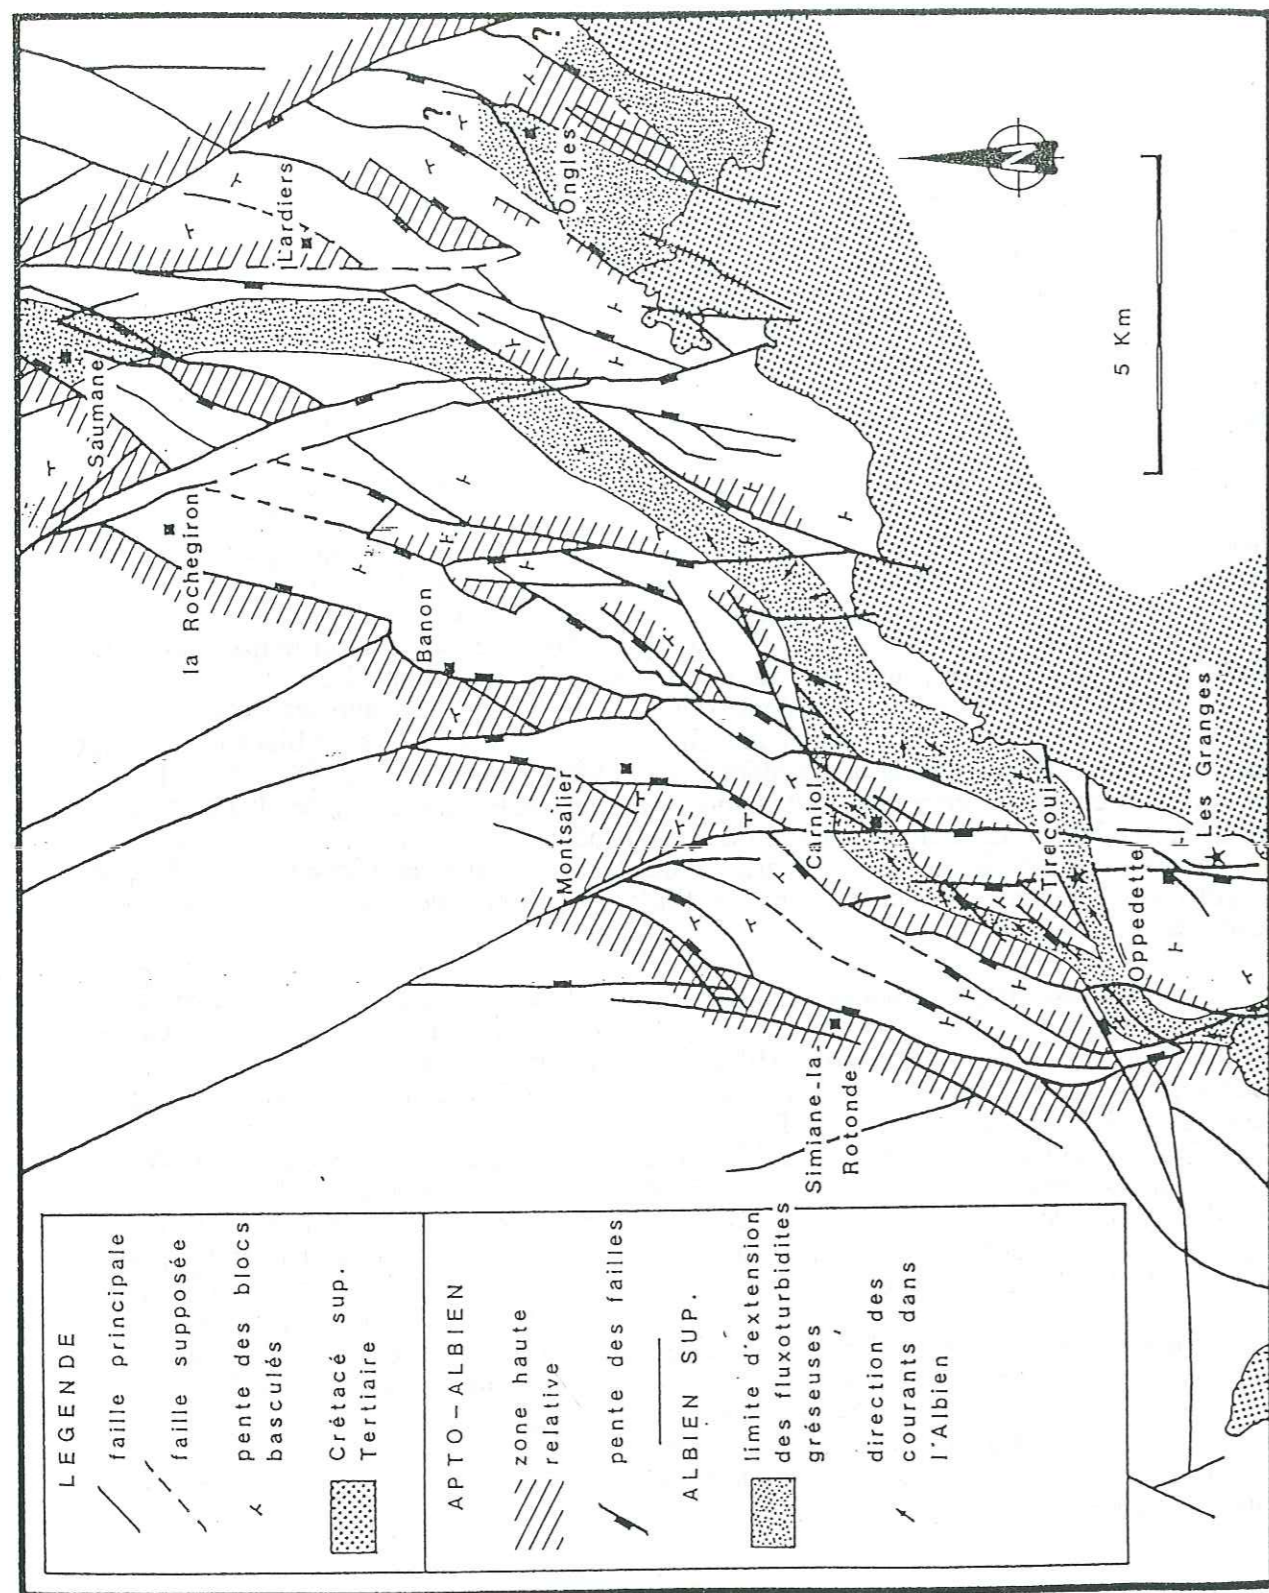 LEGENDE
faille principale
faille supposée
pente des blocs
basculés
Crétacé sup.
Tertiaire
APTO-ALBIEN
zone haute
relative
pente des failles
ALBIEN SUP.
limite d'extension
des fluxoturbidites
gréseuses
direction des
courants dans
l'Albien
Saumane
la Rochegiron
Lardiers
Ongles
?
?
Banon
Montsalier
Carniol
Simiane-la-
Rotonde
Tirecoui
Oppedette
Les Granges
N
5 Km